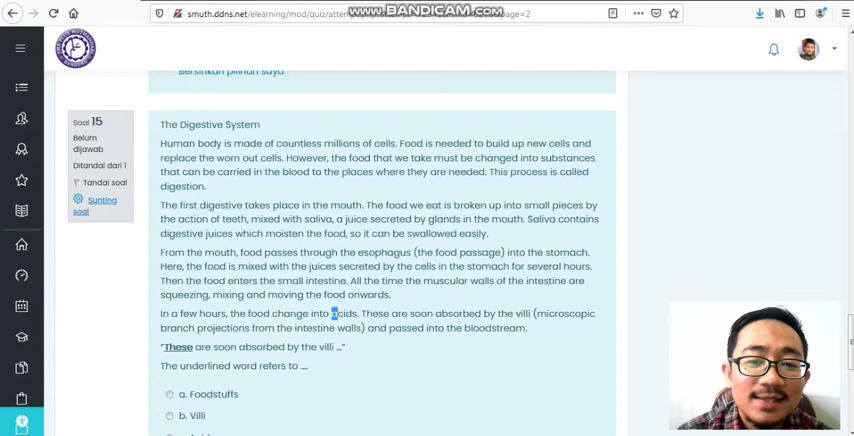 www.BANDICAM.com
smuth.ddns.net/elearning/mod/quiz/
page=2
Bersihkan pilihan saya
Soal 15
Belum
dijawab
Ditandai dari 1
Tandai soal
Sunting
soal
The Digestive System
Human body is made of countless millions of cells. Food is needed to build up new cells and
replace the worn out cells. However, the food that we take must be changed into substances
that can be carried in the blood to the places where they are needed. This process is called
digestion.
The first digestive takes place in the mouth. The food we eat is broken up into small pieces by
the action of teeth, mixed with saliva, a juice secreted by glands in the mouth. Saliva contains
digestive juices which moisten the food, so it can be swallowed easily.
From the mouth, food passes through the esophagus (the food passage) into the stomach.
Here, the food is mixed with the juices secreted by the cells in the stomach for several hours.
Then the food enters the small intestine. All the time the muscular walls of the intestine are
squeezing, mixing and moving the food onwards.
In a few hours, the food change into acids. These are soon absorbed by the villi (microscopic
branch projections from the intestine walls) and passed into the bloodstream.
“These are soon absorbed by the villi ...”
The underlined word refers to ....
a. Foodstuffs
b. Villi